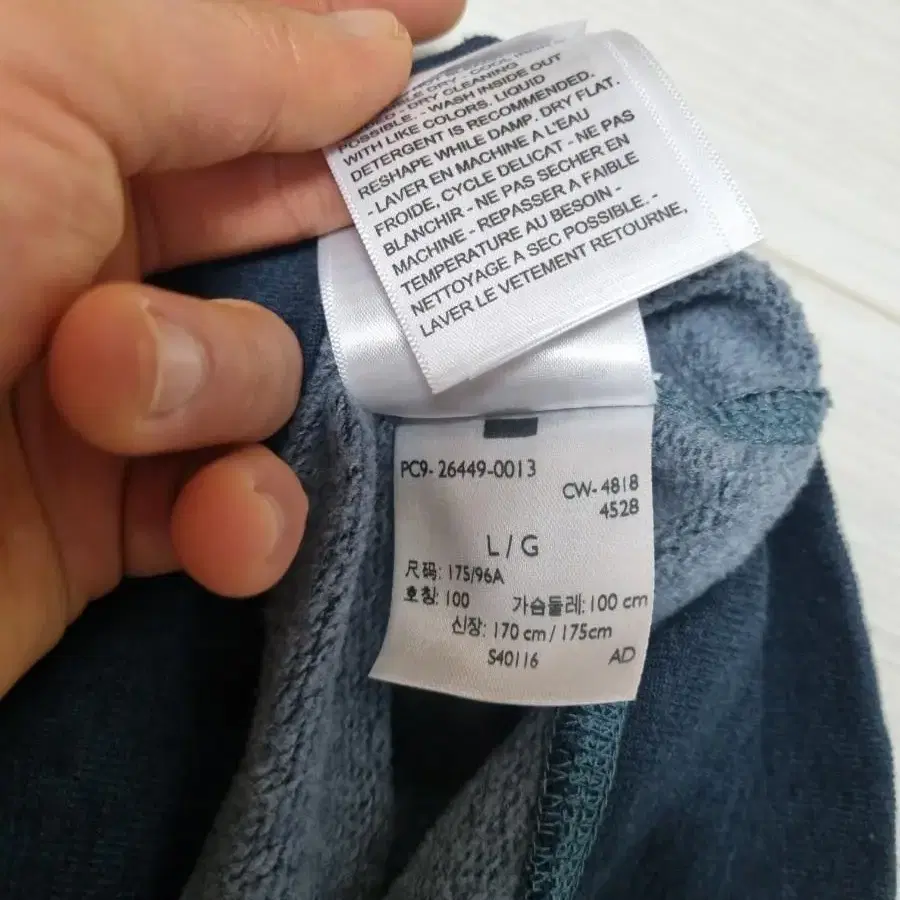 DRY - COOL IRON
- DRY CLEANING
POSSIBLE. - WASH INSIDE OUT
WITH LIKE COLORS. LIQUID
DETERGENT IS RECOMMENDED.
RESHAPE WHILE DAMP. DRY FLAT.
- LAVER EN MACHINE A L'EAU
FROIDE, CYCLE DELICAT - NE PAS
BLANCHIR - NE PAS SECHER EN
MACHINE - REPASSER A FAIBLE
TEMPERATURE AU BESOIN -
NETTOYAGE A SEC POSSIBLE. -
LAVER LE VETEMENT RETOURNE,
PC9- 26449-0013
CW- 4818
4528
L / G
尺码: 175/96A
호칭: 100 가슴둘레: 100 cm
신장: 170 cm / 175cm
S40116 AD